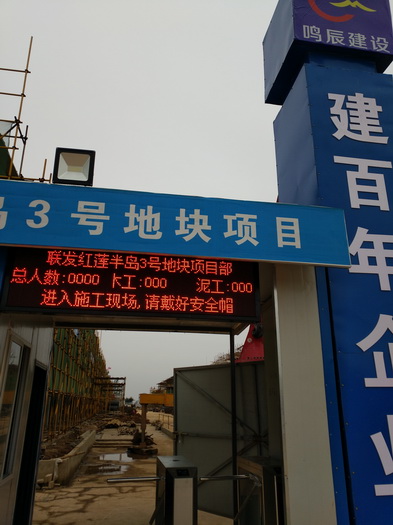 鸣辰建设
建百年企业
岛3号地块项目
联发红莲半岛3号地块项目部
总人数:0000 木工:000 泥工:000
进入施工现场,请戴好安全帽